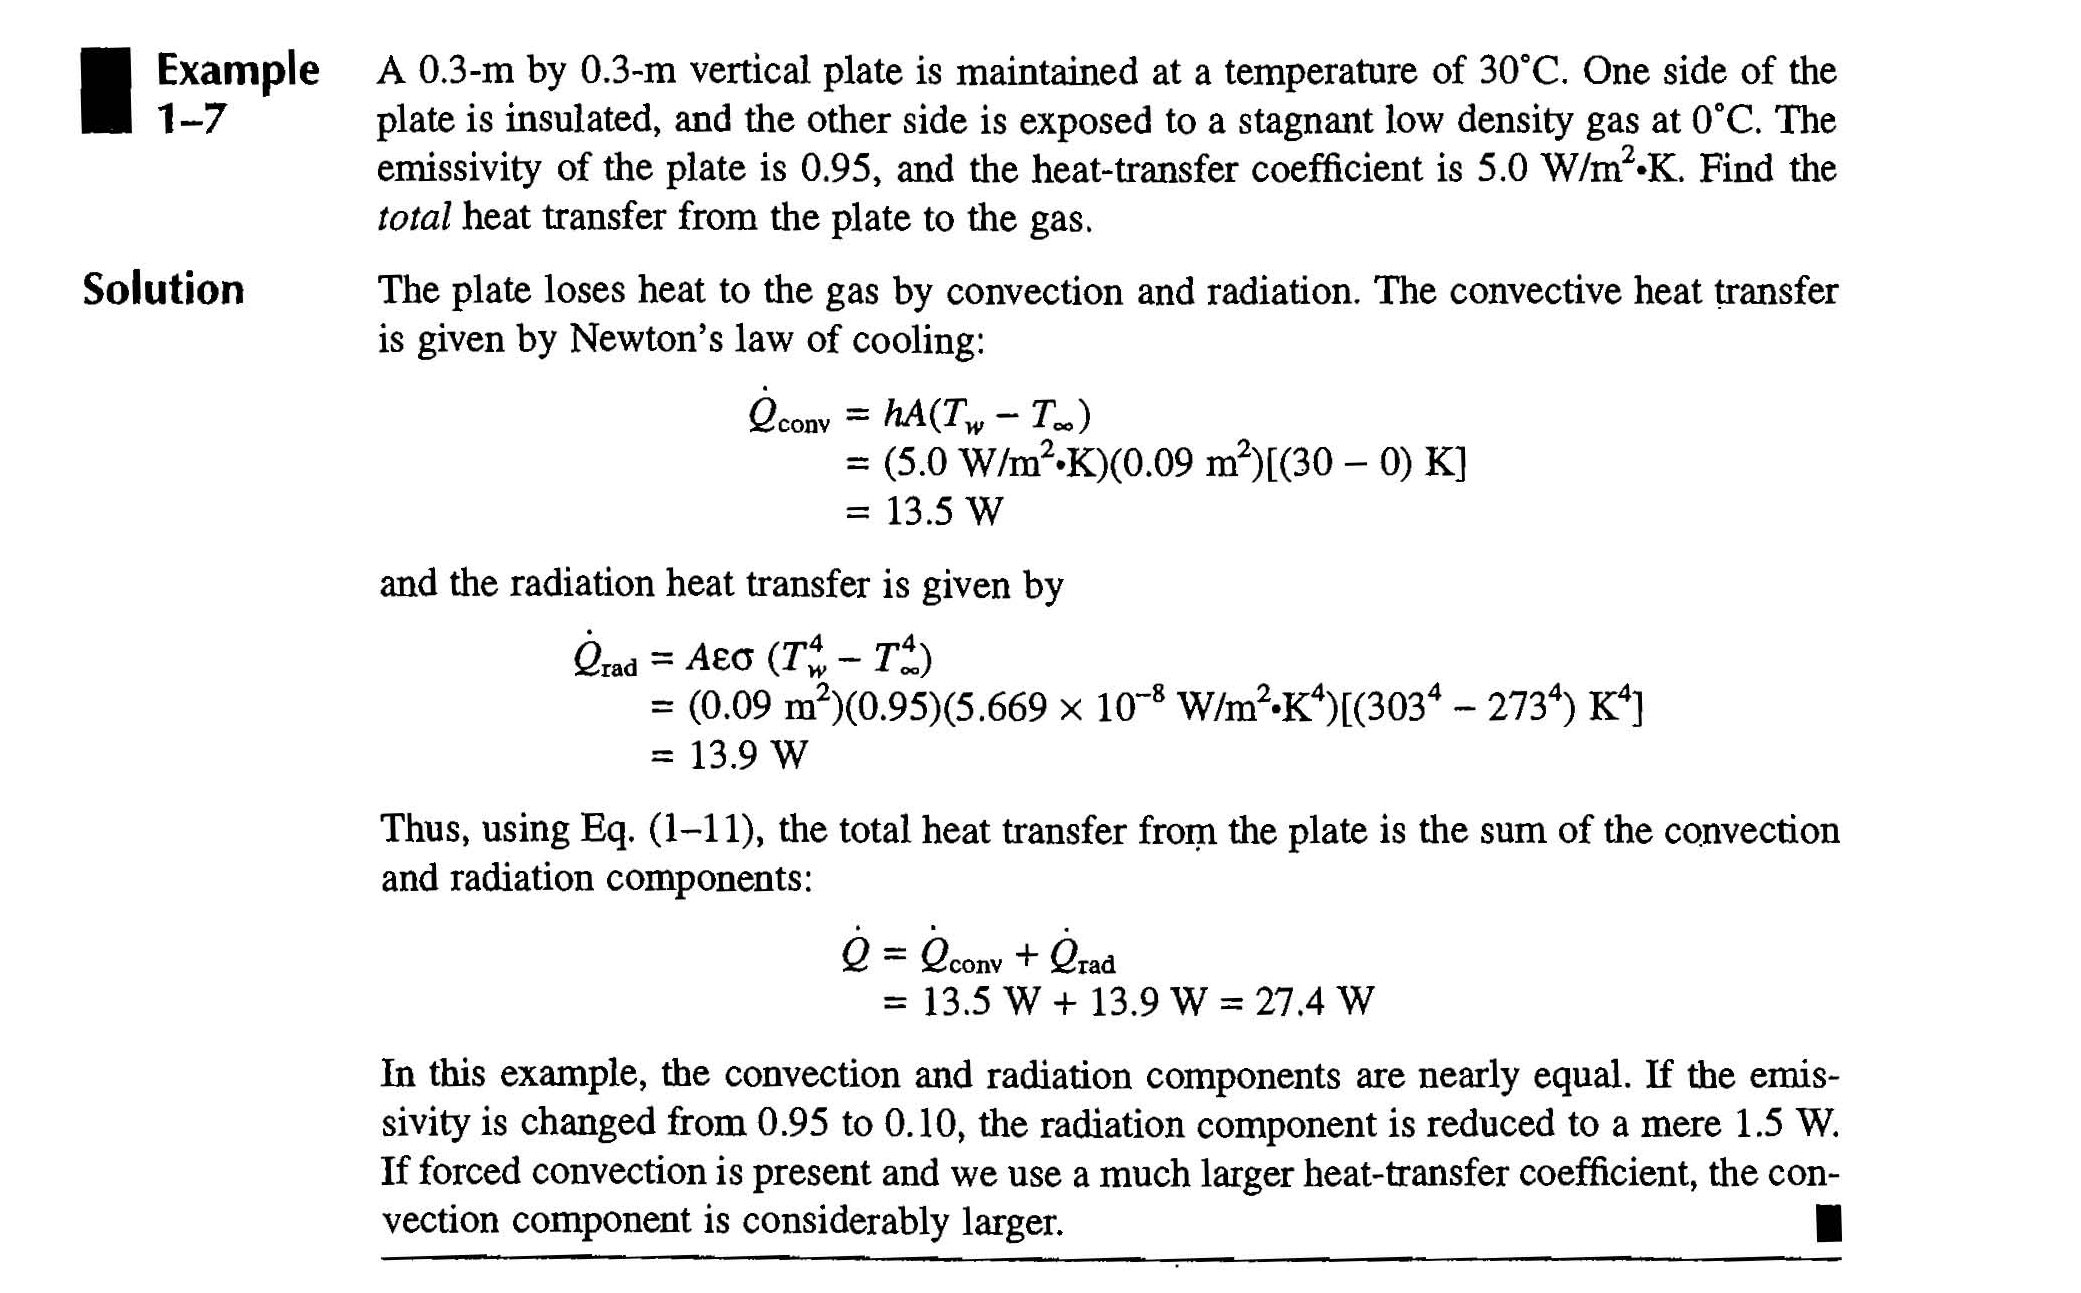 Example A 0.3-m by 0.3-m vertical plate is maintained at a temperature of 30°C. One side of the
1–7 plate is insulated, and the other side is exposed to a stagnant low density gas at 0°C. The
emissivity of the plate is 0.95, and the heat-transfer coefficient is 5.0 W/m²•K. Find the
total heat transfer from the plate to the gas.
Solution The plate loses heat to the gas by convection and radiation. The convective heat transfer
is given by Newton's law of cooling:
Q̇conv = hA(Tw − T∞)
= (5.0 W/m²•K)(0.09 m²)[(30 − 0) K]
= 13.5 W
and the radiation heat transfer is given by
Q̇rad = Aεσ (Tw⁴ − T∞⁴)
= (0.09 m²)(0.95)(5.669 × 10⁻⁸ W/m²•K⁴)[(303⁴ − 273⁴) K⁴]
= 13.9 W
Thus, using Eq. (1–11), the total heat transfer from the plate is the sum of the convection
and radiation components:
Q̇ = Q̇conv + Q̇rad
= 13.5 W + 13.9 W = 27.4 W
In this example, the convection and radiation components are nearly equal. If the emis-
sivity is changed from 0.95 to 0.10, the radiation component is reduced to a mere 1.5 W.
If forced convection is present and we use a much larger heat-transfer coefficient, the con-
vection component is considerably larger.